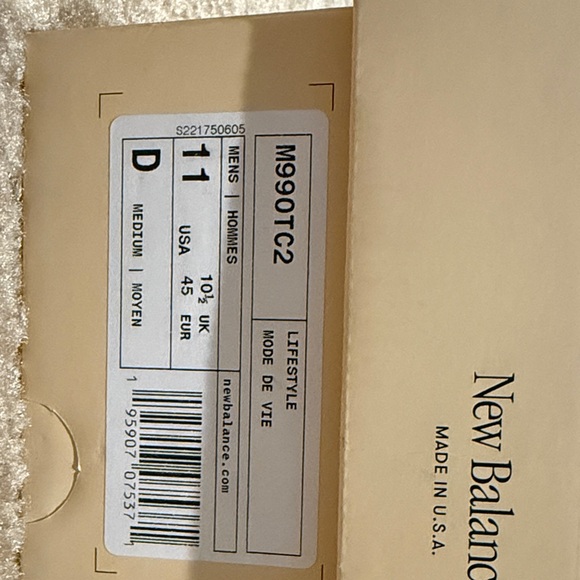 New Balanc
MADE IN U.S.A.
S221750605
M990TC2
LIFESTYLE
MODE DE VIE
MENS | HOMMES
newbalance.com
11 USA
10½ UK
45 EUR
D MEDIUM | MOYEN
1 95907 07537 1